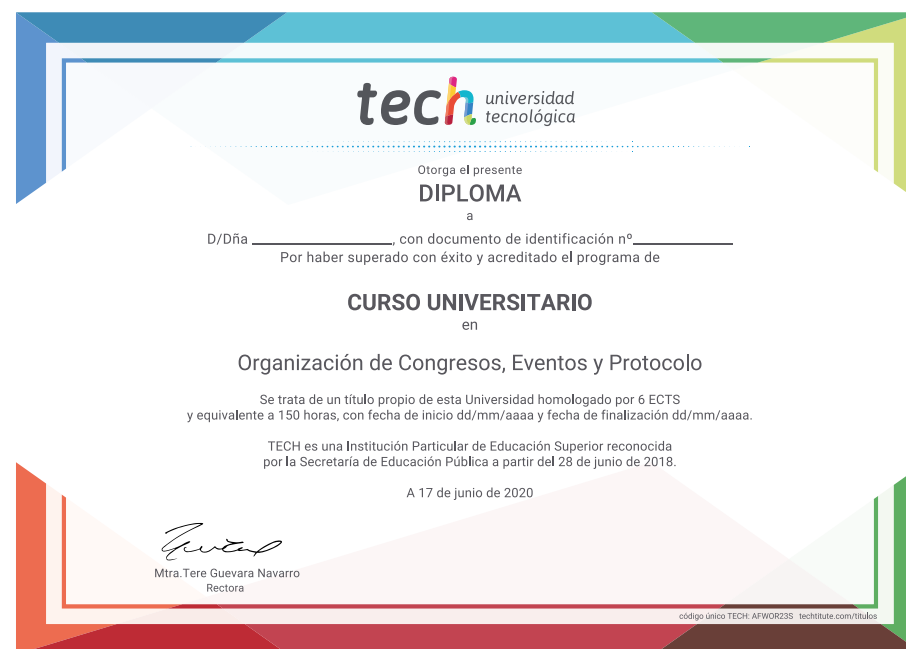 tech universidad
tecnológica
Otorga el presente
DIPLOMA
a
D/Dña ________________, con documento de identificación nº____________
Por haber superado con éxito y acreditado el programa de
CURSO UNIVERSITARIO
en
Organización de Congresos, Eventos y Protocolo
Se trata de un título propio de esta Universidad homologado por 6 ECTS
y equivalente a 150 horas, con fecha de inicio dd/mm/aaaa y fecha de finalización dd/mm/aaaa.
TECH es una Institución Particular de Educación Superior reconocida
por la Secretaría de Educación Pública a partir del 28 de junio de 2018.
A 17 de junio de 2020
Mtra.Tere Guevara Navarro
Rectora
código único TECH: AFWOR23S techtitute.com/titulos